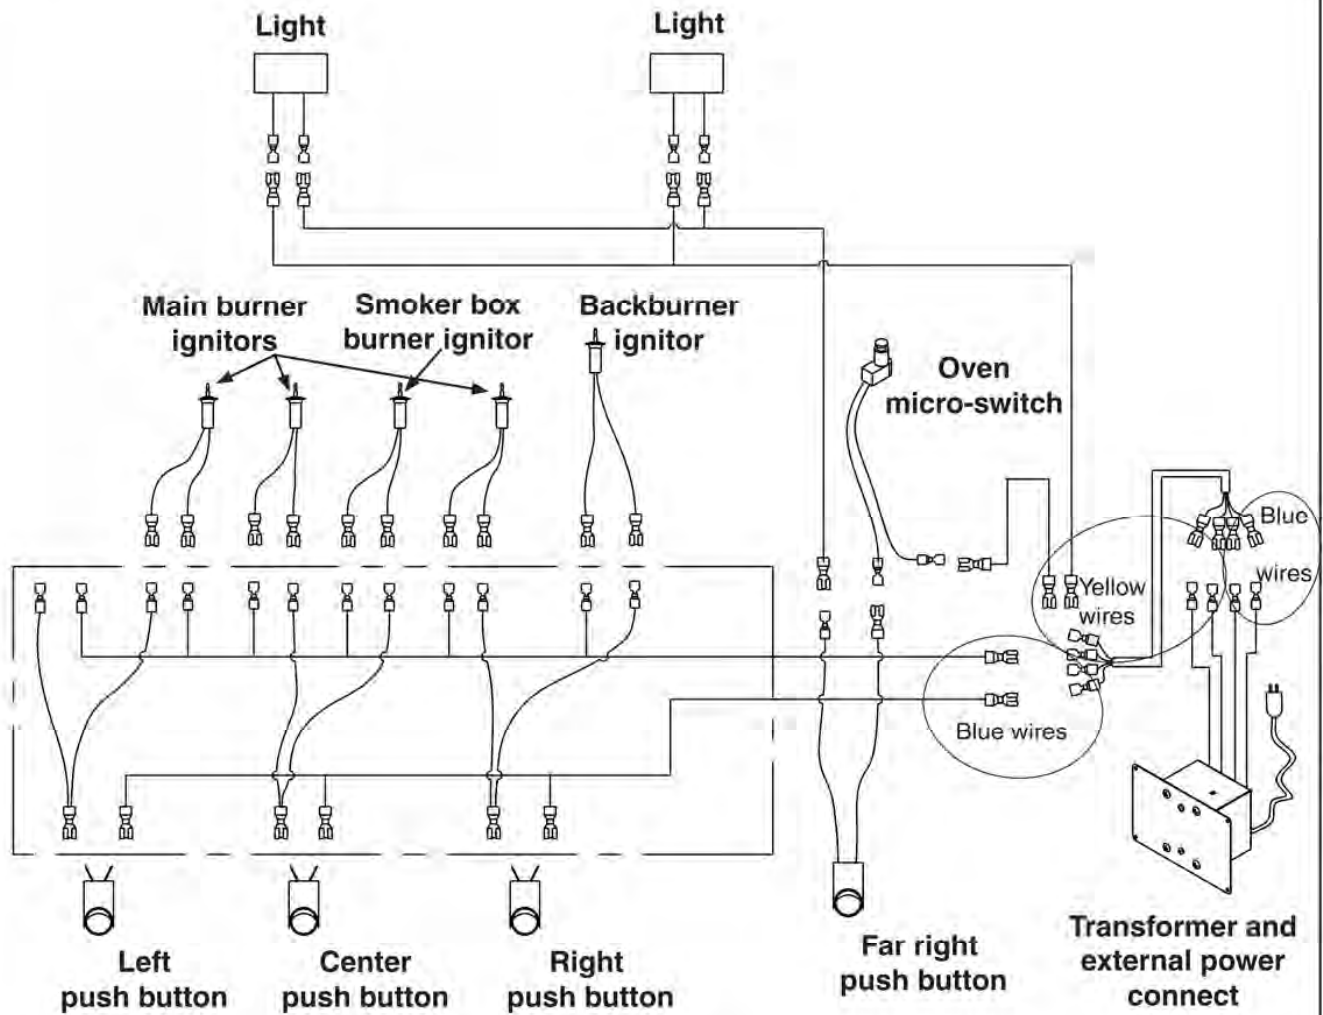 Light
Light
Main burner
ignitors
Smoker box
burner ignitor
Backburner
ignitor
Oven
micro-switch
Blue
wires
Yellow
wires
Blue wires
Left
push button
Center
push button
Right
push button
Far right
push button
Transformer and
external power
connect